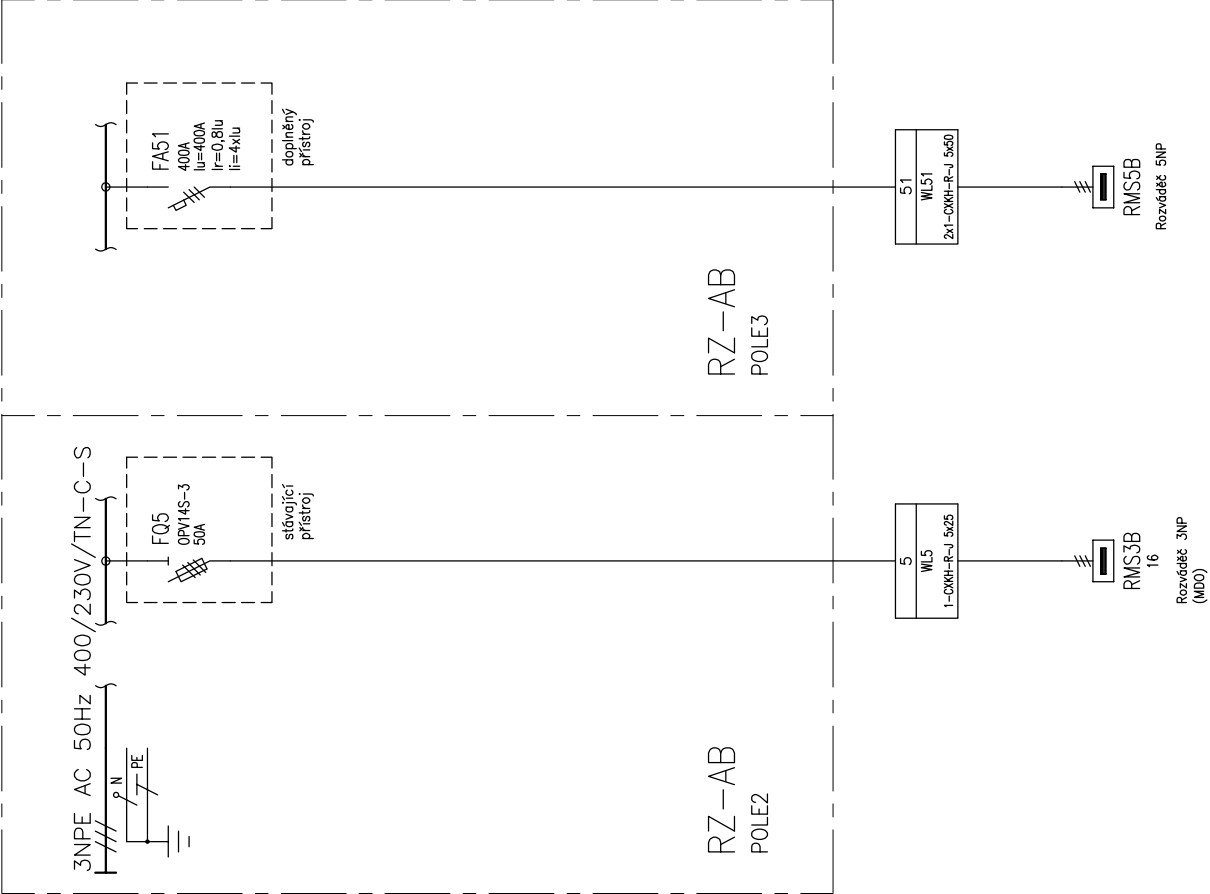 3NPE AC 50Hz 400/230V/TN-C-S
N
PE
FQ5
OPV14S-3
50A
stávající
přístroj
RZ-AB
POLE2
5
WL5
1-CXKH-R-J 5x25
RMS3B
16
Rozváděč 3NP
(MDO)
FA51
400A
Iu=400A
Ir=0,8Iu
Ii=4xIu
doplněný
přístroj
RZ-AB
POLE3
51
WL51
2x1-CXKH-R-J 5x50
RMS5B
Rozváděč 5NP